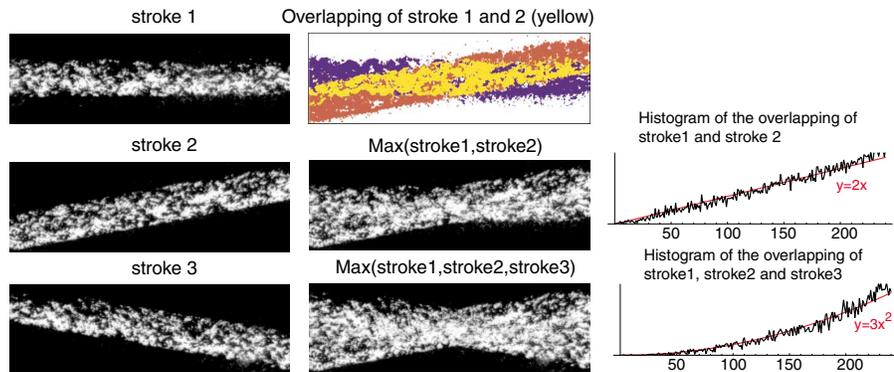 stroke 1
Overlapping of stroke 1 and 2 (yellow)
stroke 2
Max(stroke1,stroke2)
Histogram of the overlapping of
stroke1 and stroke 2
y=2x
50 100 150 200
stroke 3
Max(stroke1,stroke2,stroke3)
Histogram of the overlapping of
stroke1, stroke2 and stroke3
y=3x²
50 100 150 200